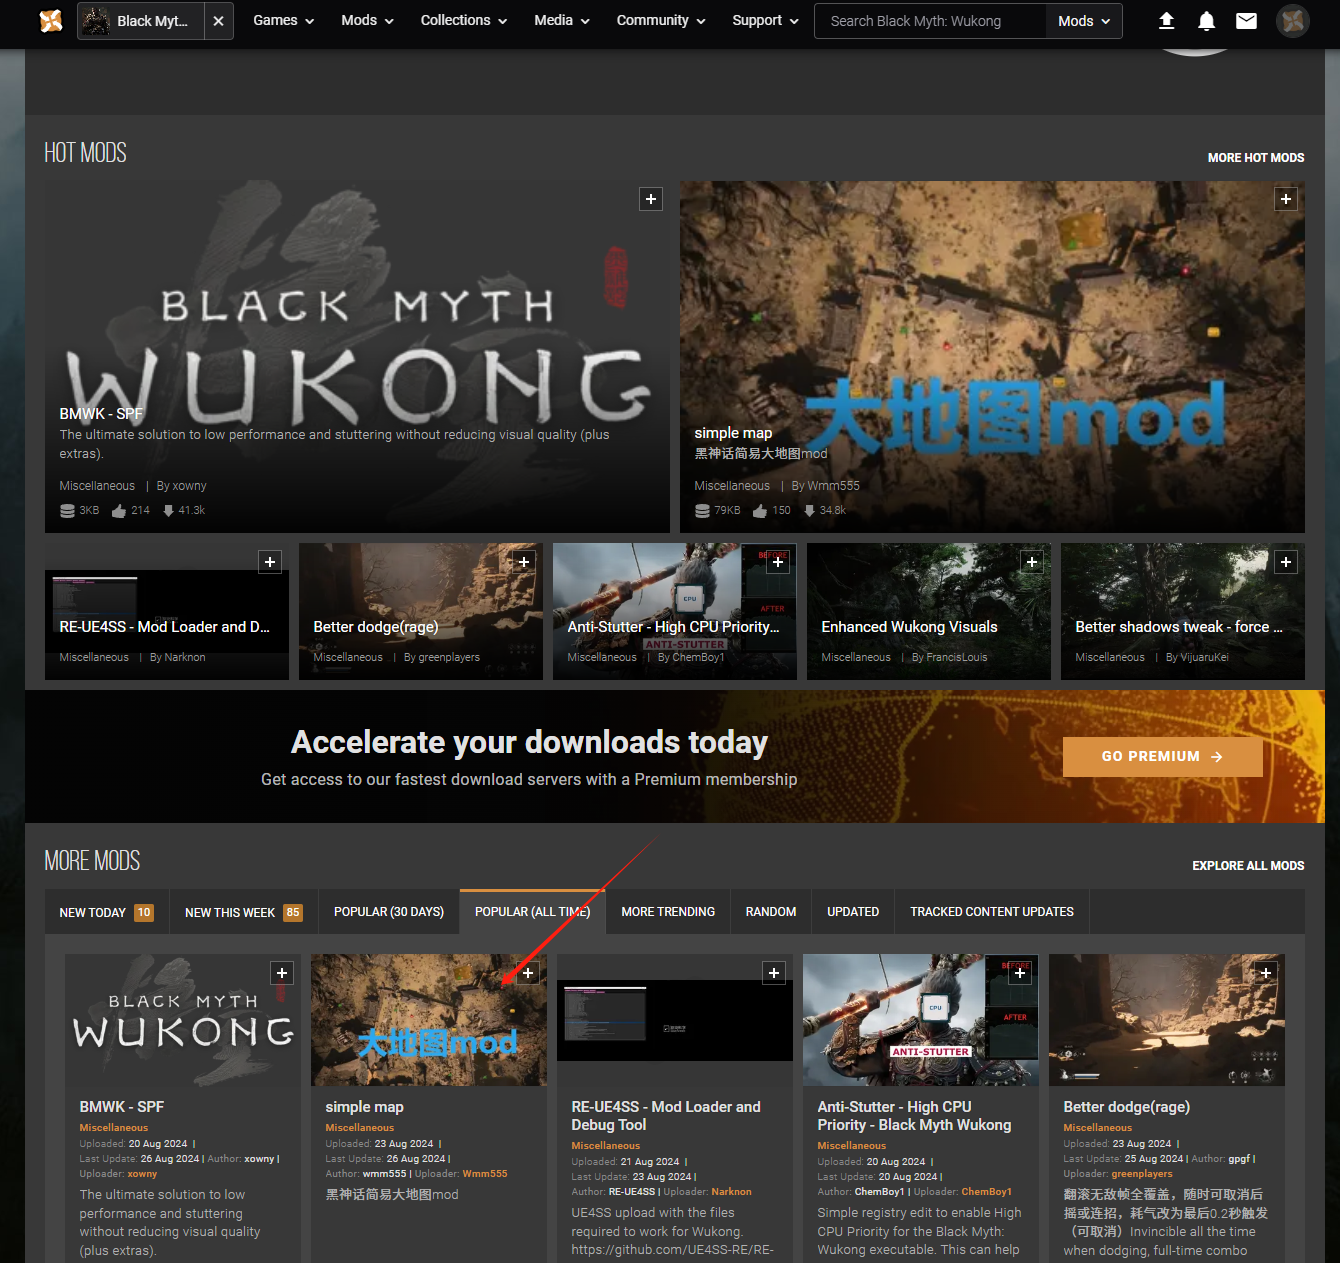 Black Myt...
Games
Mods
Collections
Media
Community
Support
Search Black Myth: Wukong
Mods
HOT MODS
MORE HOT MODS
BLACK MYTH
WUKONG
BMWK - SPF
The ultimate solution to low performance and stuttering without reducing visual quality (plus
extras).
Miscellaneous | By xowny
3KB 214 41.3k
大地图mod
simple map
黑神话简易大地图mod
Miscellaneous | By Wmm555
79KB 150 34.8k
RE-UE4SS - Mod Loader and D...
Miscellaneous | By Narknon
Better dodge(rage)
Miscellaneous | By greenplayers
BEFORE
CPU
AFTER
Anti-Stutter - High CPU Priority...
ANTI-STUTTER
Miscellaneous | By ChemBoy1
Enhanced Wukong Visuals
Miscellaneous | By FrancisLouis
Better shadows tweak - force ...
Miscellaneous | By VijuaruKei
Accelerate your downloads today
Get access to our fastest download servers with a Premium membership
GO PREMIUM
MORE MODS
EXPLORE ALL MODS
NEW TODAY 10
NEW THIS WEEK 85
POPULAR (30 DAYS)
POPULAR (ALL TIME)
MORE TRENDING
RANDOM
UPDATED
TRACKED CONTENT UPDATES
BLACK MYTH
WUKONG
BMWK - SPF
Miscellaneous
Uploaded: 20 Aug 2024 |
Last Update: 26 Aug 2024 | Author: xowny |
Uploader: xowny
The ultimate solution to low
performance and stuttering
without reducing visual quality
(plus extras).
大地图mod
simple map
Miscellaneous
Uploaded: 23 Aug 2024 |
Last Update: 26 Aug 2024 |
Author: wmm555 | Uploader: Wmm555
黑神话简易大地图mod
RE-UE4SS - Mod Loader and
Debug Tool
Miscellaneous
Uploaded: 21 Aug 2024 |
Last Update: 23 Aug 2024 |
Author: RE-UE4SS | Uploader: Narknon
UE4SS upload with the files
required to work for Wukong.
https://github.com/UE4SS-RE/RE-
BEFORE
CPU
AFTER
ANTI-STUTTER
Anti-Stutter - High CPU
Priority - Black Myth Wukong
Miscellaneous
Uploaded: 20 Aug 2024 |
Last Update: 20 Aug 2024 |
Author: ChemBoy1 | Uploader: ChemBoy1
Simple registry edit to enable High
CPU Priority for the Black Myth:
Wukong executable. This can help
Better dodge(rage)
Miscellaneous
Uploaded: 23 Aug 2024 |
Last Update: 25 Aug 2024 | Author: gpgf |
Uploader: greenplayers
翻滚无敌帧全覆盖，随时可取消后
摇或连招，耗气改为最后0.2秒触发
（可取消）Invincible all the time
when dodging, full-time combo